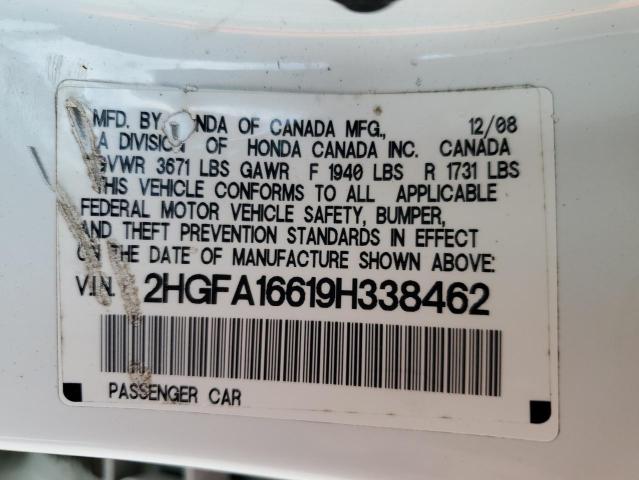 MFD. BY HONDA OF CANADA MFG., 12/08
A DIVISION OF HONDA CANADA INC. CANADA
GVWR 3671 LBS GAWR F 1940 LBS R 1731 LBS
THIS VEHICLE CONFORMS TO ALL APPLICABLE
FEDERAL MOTOR VEHICLE SAFETY, BUMPER,
AND THEFT PREVENTION STANDARDS IN EFFECT
ON THE DATE OF MANUFACTURE SHOWN ABOVE:
V.I.N. 2HGFA16619H338462
PASSENGER CAR